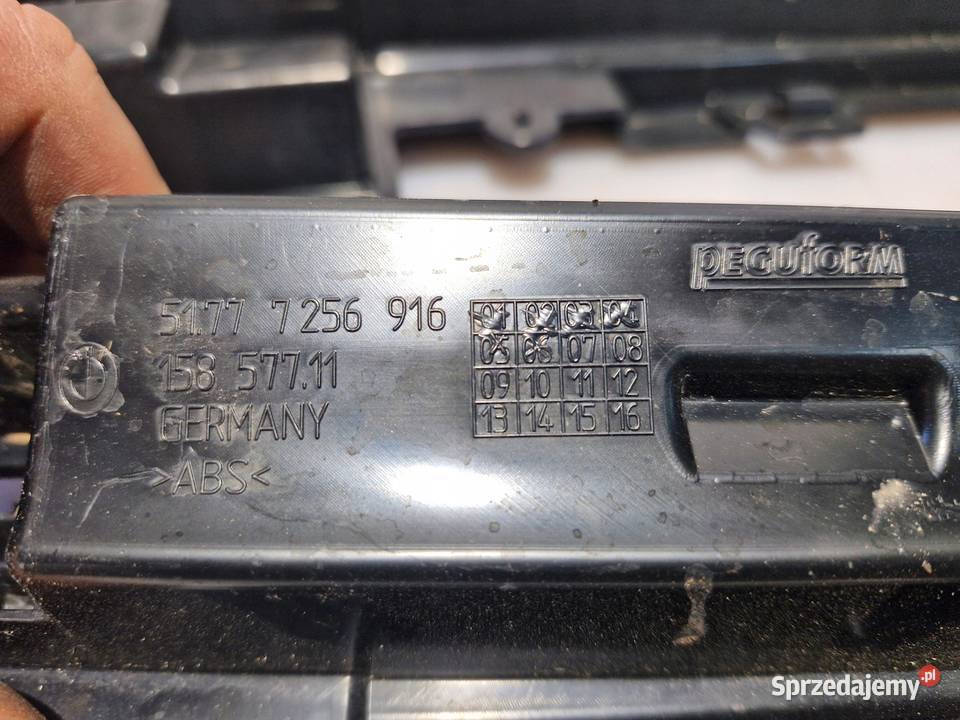 PEGUFORM
51.77 7 256 916
158 577.11
GERMANY
>ABS<
01 02 03 04
05 06 07 08
09 10 11 12
13 14 15 16
Sprzedajemy.pl